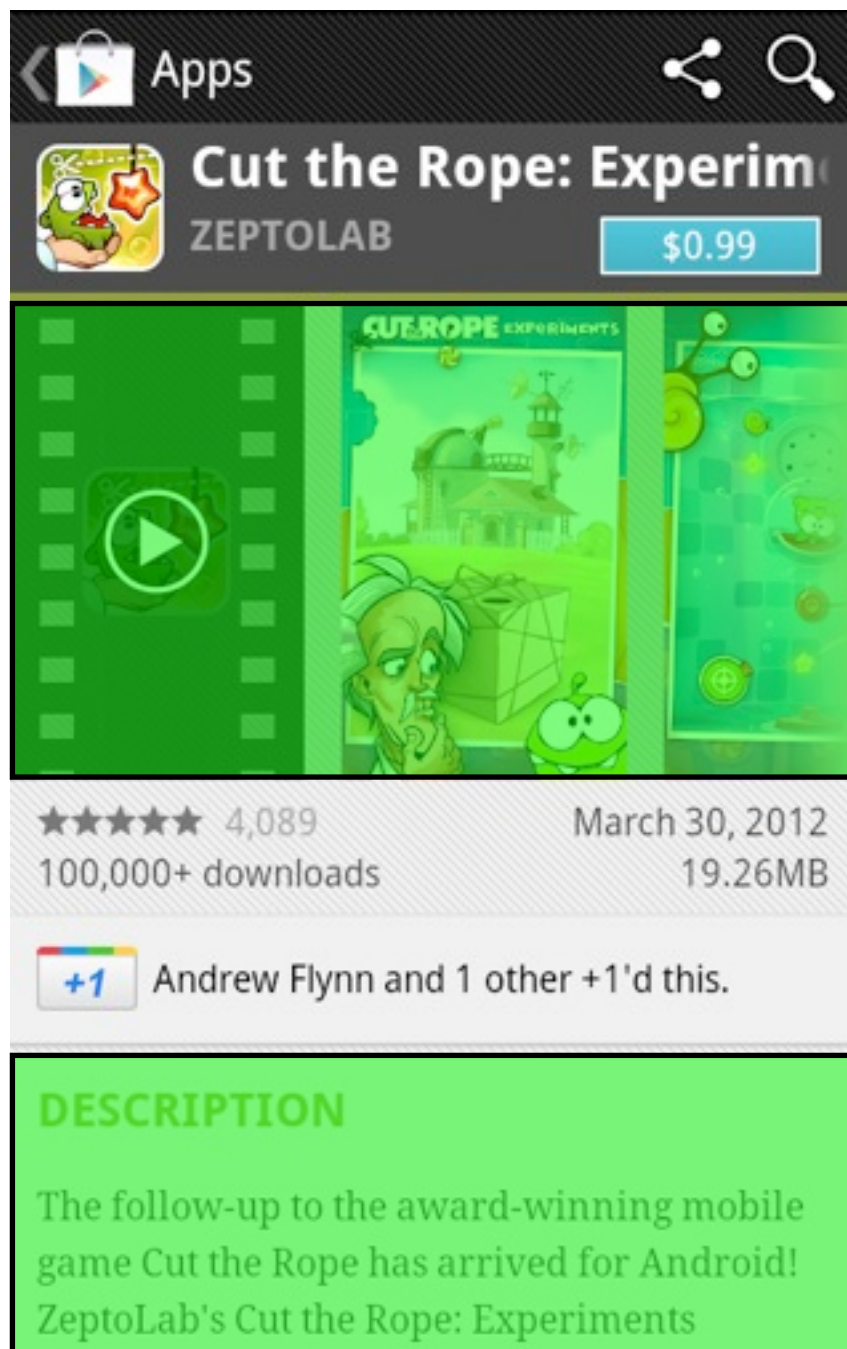 Apps
Cut the Rope: Experim
ZEPTOLAB
$0.99
CUT THE ROPE EXPERIMENTS
4,089
March 30, 2012
100,000+ downloads
19.26MB
+1
Andrew Flynn and 1 other +1'd this.
DESCRIPTION
The follow-up to the award-winning mobile
game Cut the Rope has arrived for Android!
ZeptoLab's Cut the Rope: Experiments